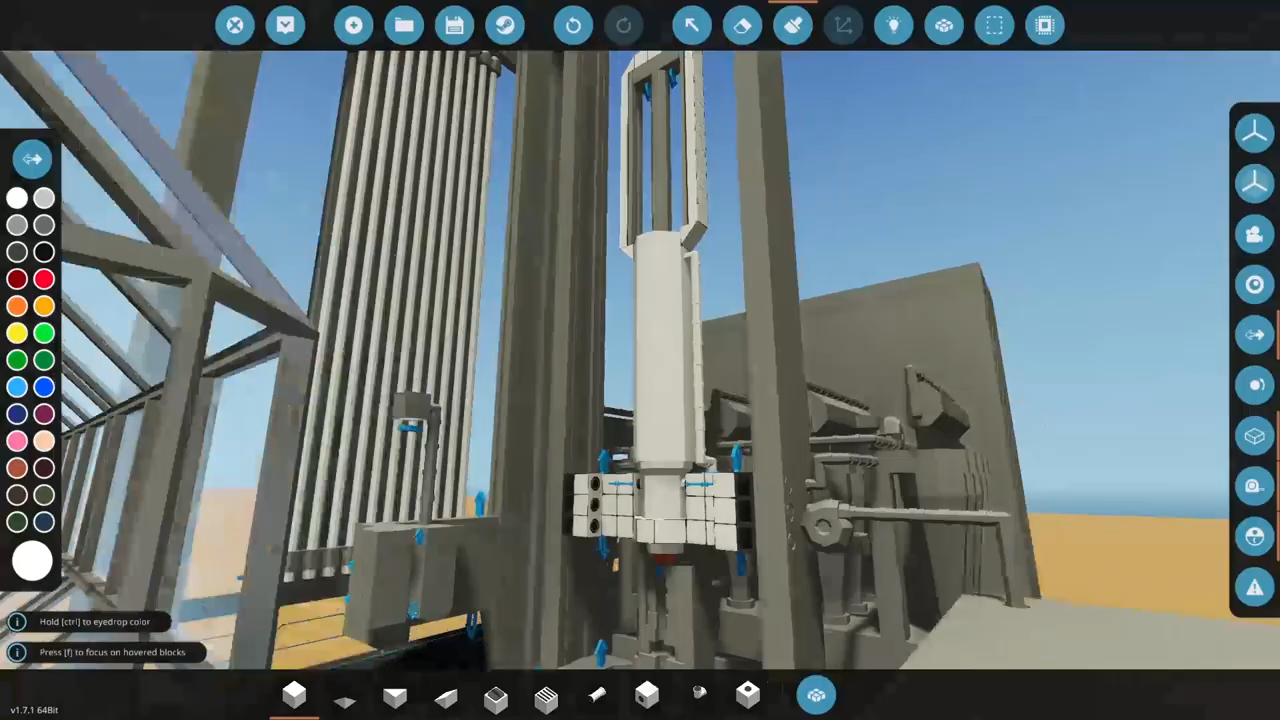 Hold [ctrl] to eyedrop color
Press [f] to focus on hovered blocks
v1.7.1 64Bit